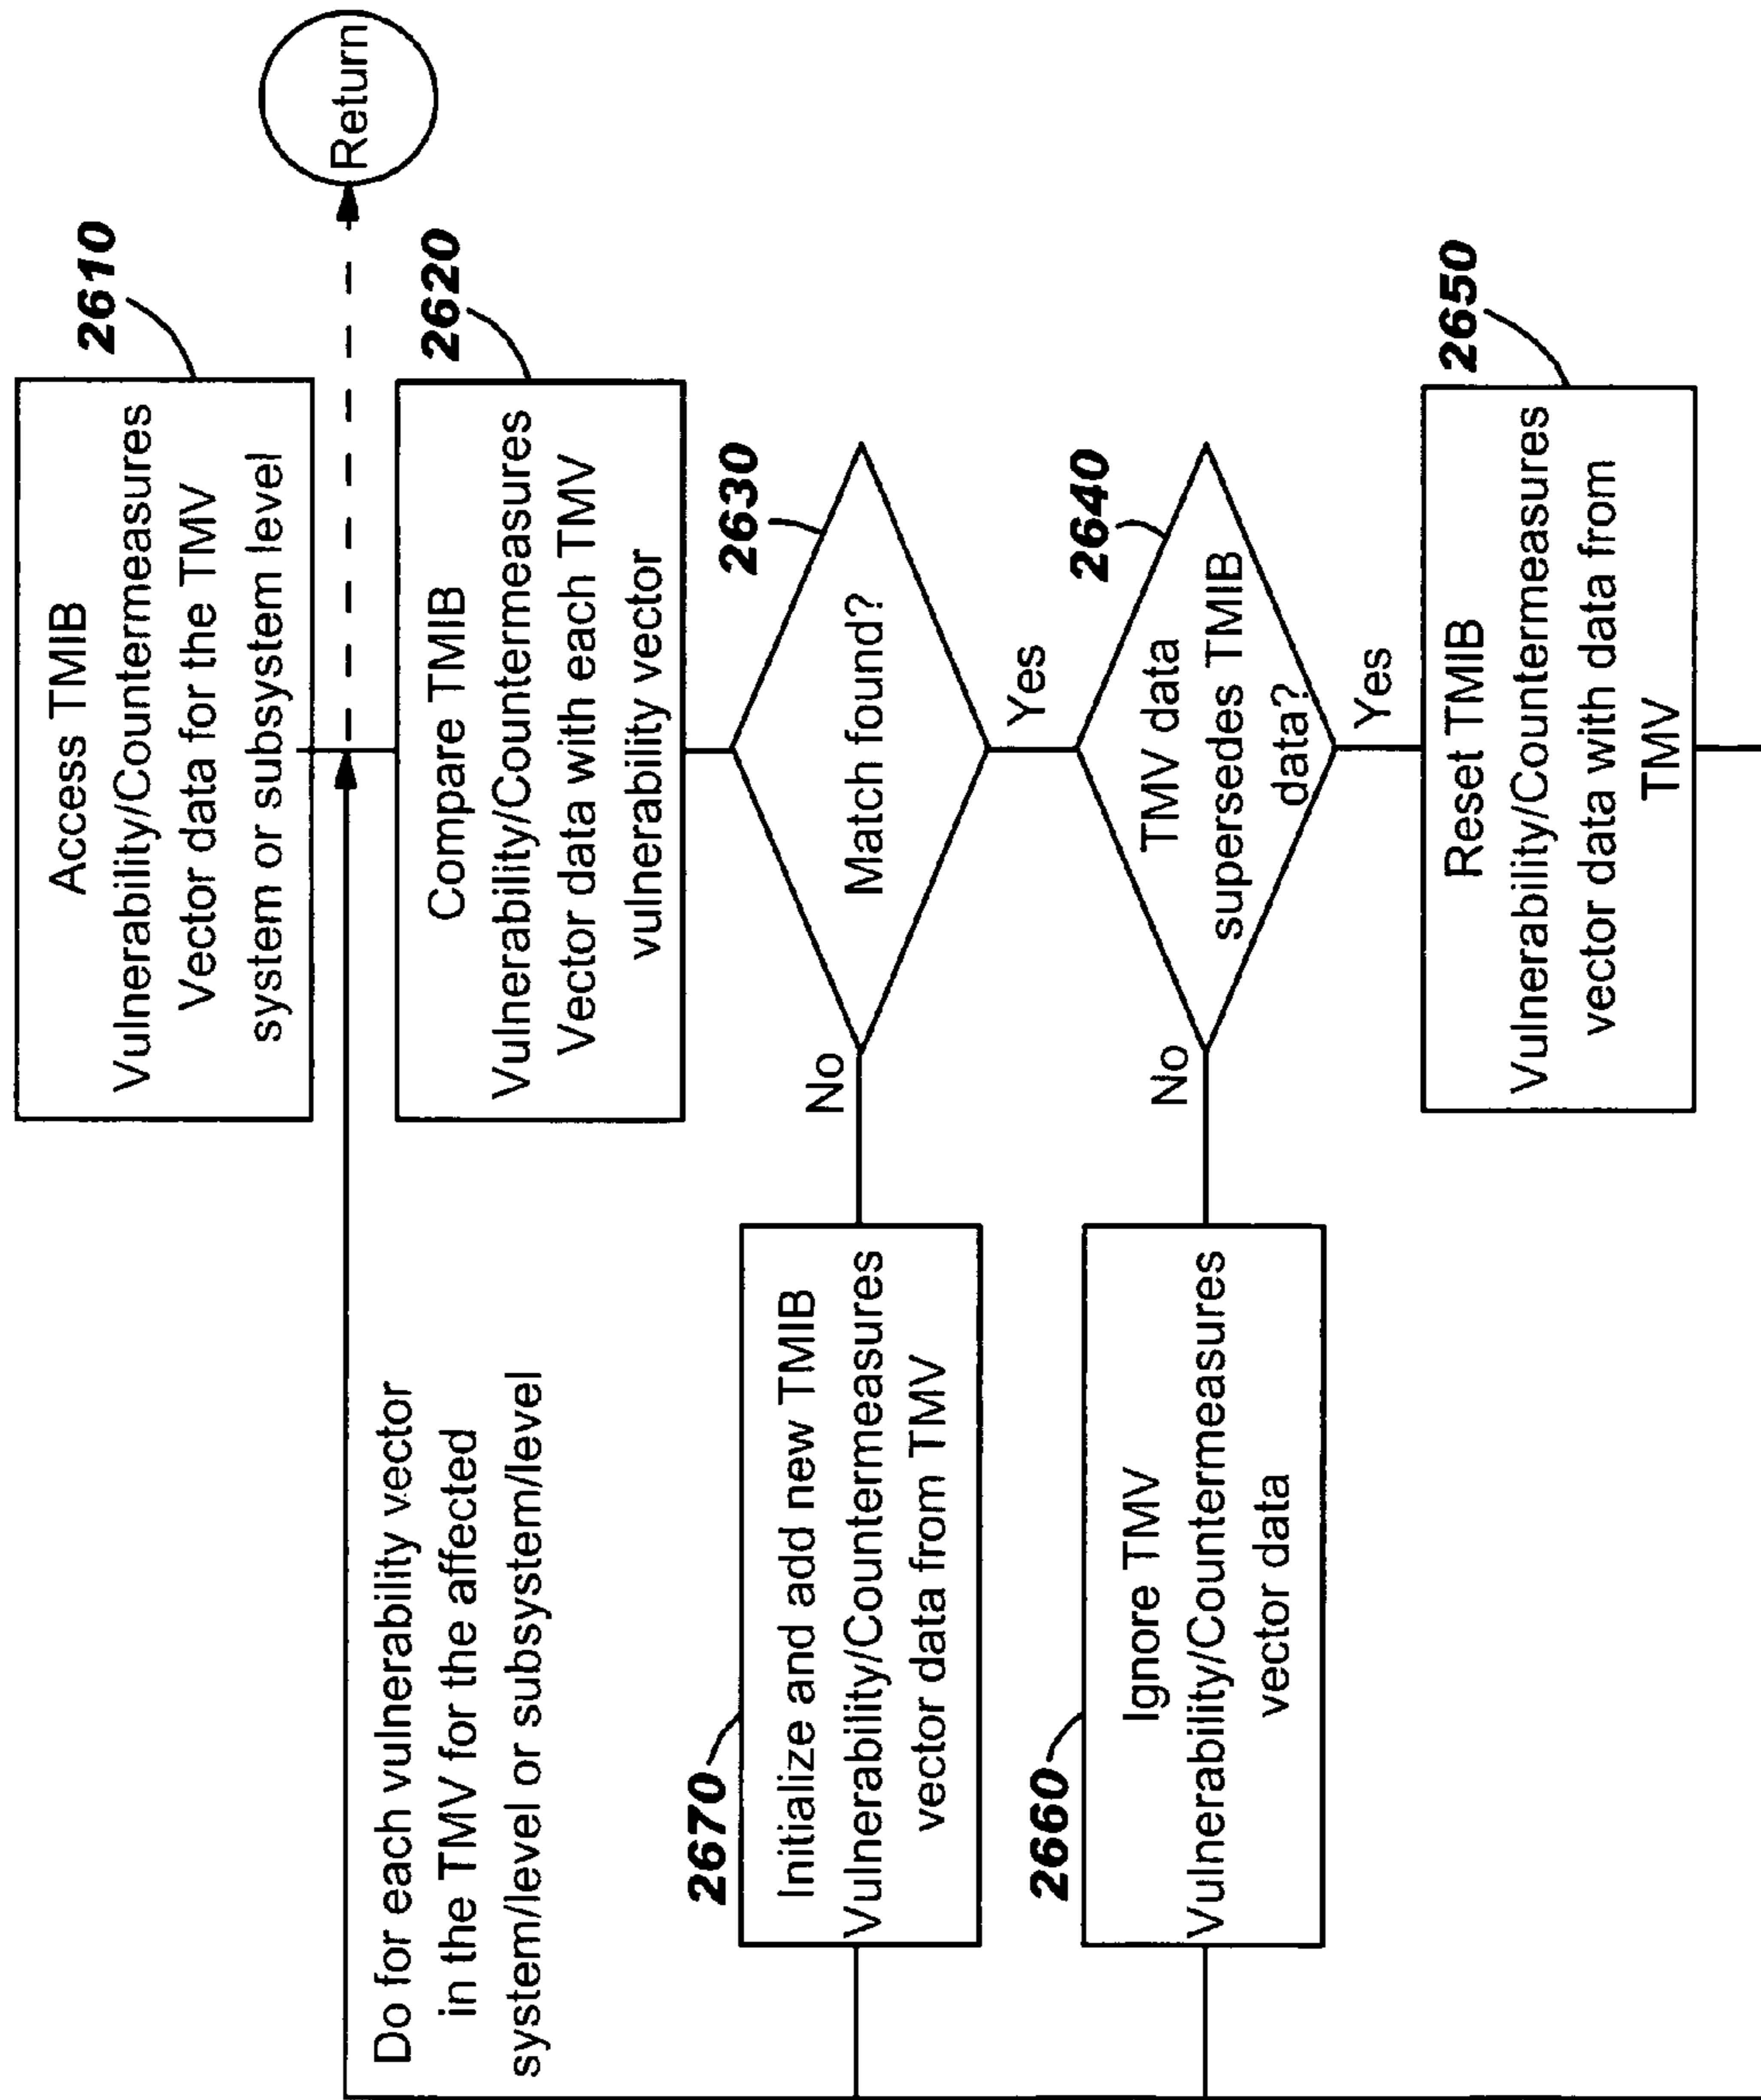 2610
Access TMIB
Vulnerability/Countermeasures
Vector data for the TMV
system or subsystem level
Return
Do for each vulnerability vector
in the TMV for the affected
system/level or subsystem/level
2620
Compare TMIB
Vulnerability/Countermeasures
Vector data with each TMV
vulnerability vector
2630
Match found?
No
Yes
2670
Initialize and add new TMIB
Vulnerability/Countermeasures
vector data from TMV
2640
TMV data
supersedes TMIB
data?
No
Yes
2660
Ignore TMV
Vulnerability/Countermeasures
vector data
2650
Reset TMIB
Vulnerability/Countermeasures
vector data with data from
TMV